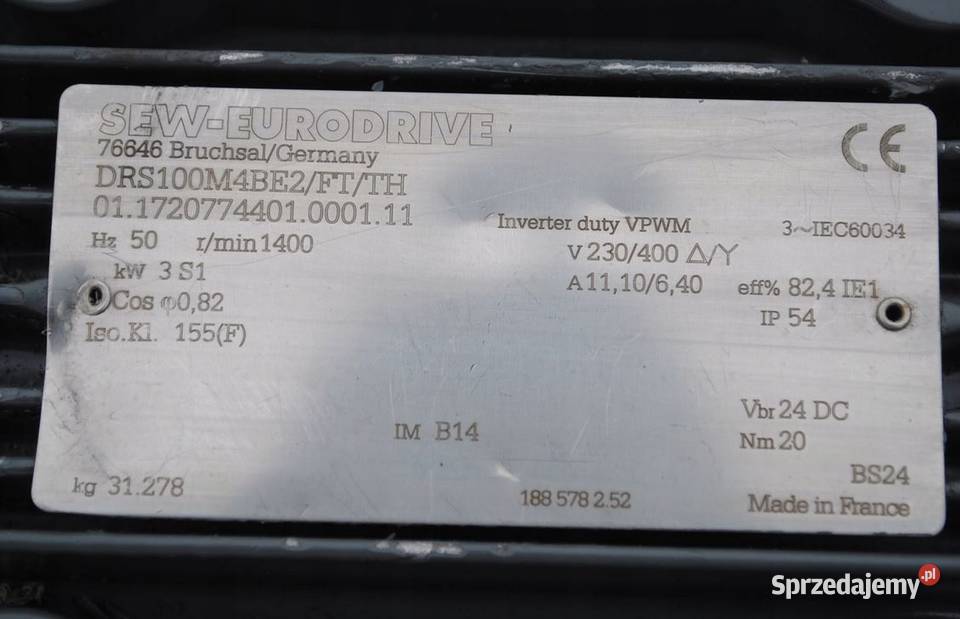 SEW-EURODRIVE
76646 Bruchsal/Germany
DRS100M4BE2/FT/TH
01.1720774401.0001.11
Inverter duty VPWM 3~IEC60034
Hz 50 r/min 1400 V 230/400 △/Y
kW 3 S1 A 11,10/6,40 eff% 82,4 IE1
Cos φ 0,82 IP 54
Iso.Kl. 155(F)
Vbr 24 DC
IM B14 Nm 20
BS24
kg 31.278 188 578 2.52 Made in France
CE
Sprzedajemy.pl